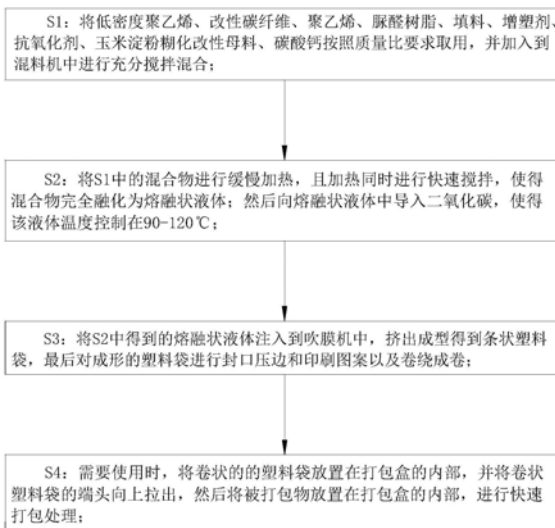 S1：将低密度聚乙烯、改性碳纤维、聚乙烯、脲醛树脂、填料、增塑剂、
抗氧化剂、玉米淀粉糊化改性母料、碳酸钙按照质量比要求取用，并加入到
混料机中进行充分搅拌混合；
S2：将S1中的混合物进行缓慢加热，且加热同时进行快速搅拌，使得
混合物完全融化为熔融状液体；然后向熔融状液体中导入二氧化碳，使得
该液体温度控制在90-120℃；
S3：将S2中得到的熔融状液体注入到吹膜机中，挤出成型得到条状塑料
袋，最后对成形的塑料袋进行封口压边和印刷图案以及卷绕成卷；
S4：需要使用时，将卷状的的塑料袋放置在打包盒的内部，并将卷状
塑料袋的端头向上拉出，然后将被打包物放置在打包盒的内部，进行快速
打包处理；